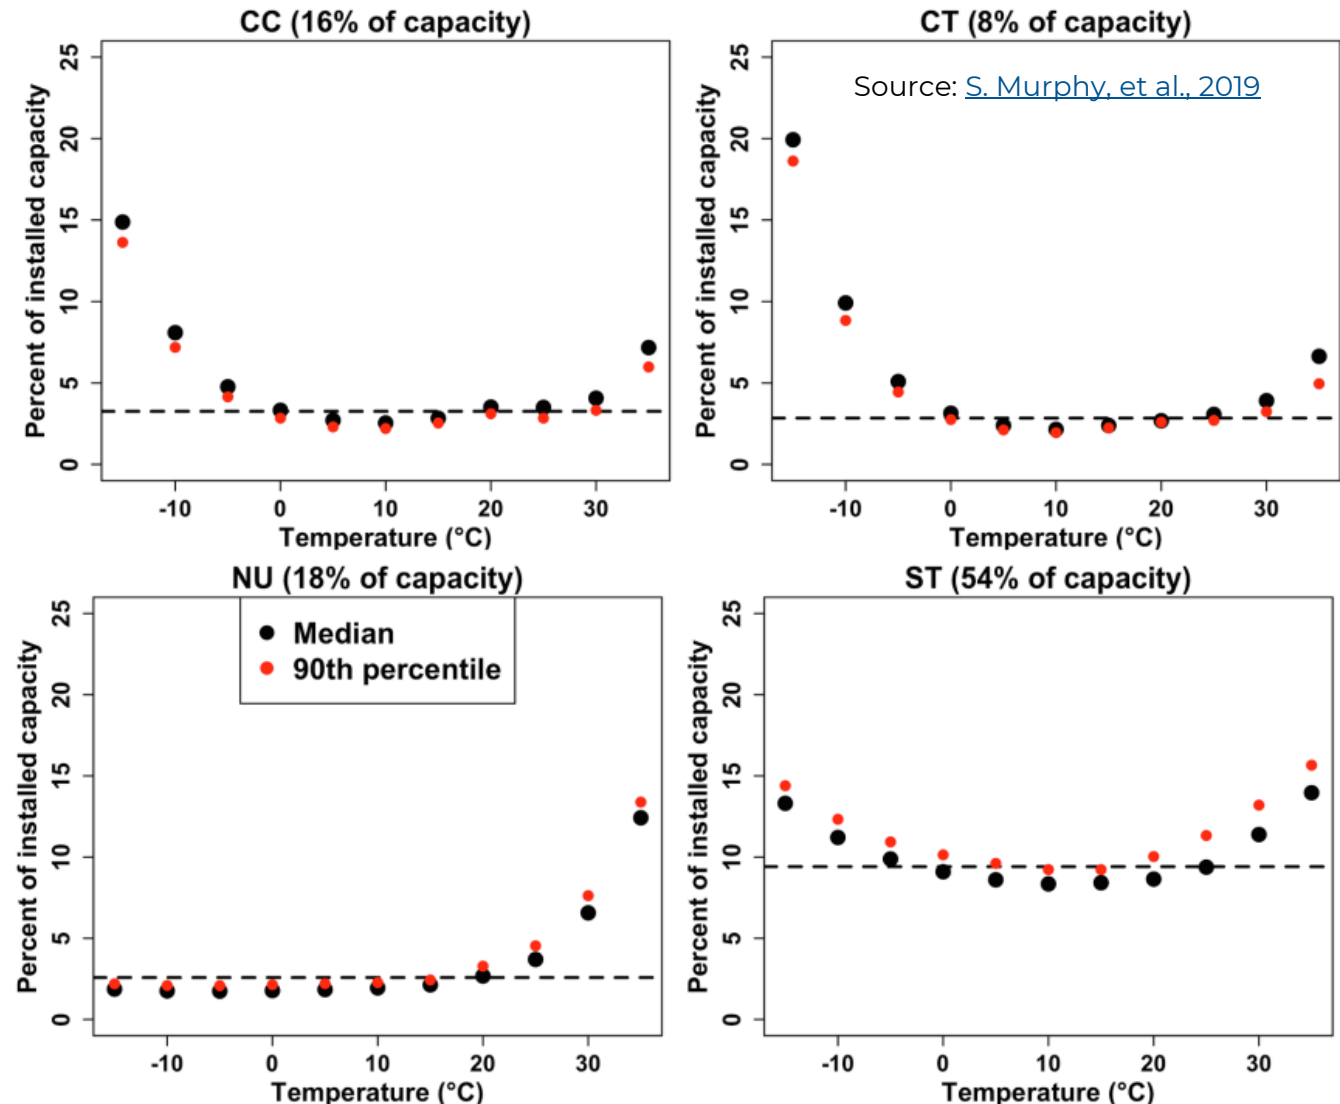 CC (16% of capacity)
Percent of installed capacity
25
20
15
10
5
0
-10 0 10 20 30
Temperature (°C)
CT (8% of capacity)
Source: S. Murphy, et al., 2019
Percent of installed capacity
25
20
15
10
5
0
-10 0 10 20 30
Temperature (°C)
NU (18% of capacity)
Median
90th percentile
Percent of installed capacity
25
20
15
10
5
0
-10 0 10 20 30
Temperature (°C)
ST (54% of capacity)
Percent of installed capacity
25
20
15
10
5
0
-10 0 10 20 30
Temperature (°C)